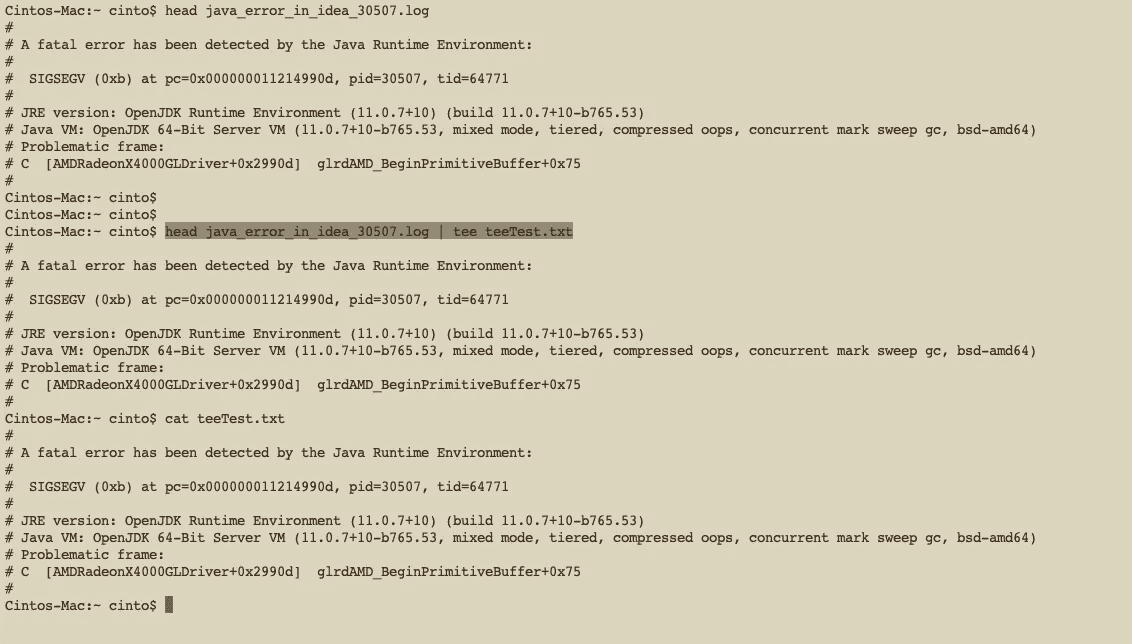 Cintos-Mac:~ cinto$ head java_error_in_idea_30507.log
#
# A fatal error has been detected by the Java Runtime Environment:
#
#  SIGSEGV (0xb) at pc=0x000000011214990d, pid=30507, tid=64771
#
# JRE version: OpenJDK Runtime Environment (11.0.7+10) (build 11.0.7+10-b765.53)
# Java VM: OpenJDK 64-Bit Server VM (11.0.7+10-b765.53, mixed mode, tiered, compressed oops, concurrent mark sweep gc, bsd-amd64)
# Problematic frame:
# C  [AMDRadeonX4000GLDriver+0x2990d]  glrdAMD_BeginPrimitiveBuffer+0x75
#
Cintos-Mac:~ cinto$
Cintos-Mac:~ cinto$
Cintos-Mac:~ cinto$ head java_error_in_idea_30507.log | tee teeTest.txt
#
# A fatal error has been detected by the Java Runtime Environment:
#
#  SIGSEGV (0xb) at pc=0x000000011214990d, pid=30507, tid=64771
#
# JRE version: OpenJDK Runtime Environment (11.0.7+10) (build 11.0.7+10-b765.53)
# Java VM: OpenJDK 64-Bit Server VM (11.0.7+10-b765.53, mixed mode, tiered, compressed oops, concurrent mark sweep gc, bsd-amd64)
# Problematic frame:
# C  [AMDRadeonX4000GLDriver+0x2990d]  glrdAMD_BeginPrimitiveBuffer+0x75
#
Cintos-Mac:~ cinto$ cat teeTest.txt
#
# A fatal error has been detected by the Java Runtime Environment:
#
#  SIGSEGV (0xb) at pc=0x000000011214990d, pid=30507, tid=64771
#
# JRE version: OpenJDK Runtime Environment (11.0.7+10) (build 11.0.7+10-b765.53)
# Java VM: OpenJDK 64-Bit Server VM (11.0.7+10-b765.53, mixed mode, tiered, compressed oops, concurrent mark sweep gc, bsd-amd64)
# Problematic frame:
# C  [AMDRadeonX4000GLDriver+0x2990d]  glrdAMD_BeginPrimitiveBuffer+0x75
#
Cintos-Mac:~ cinto$